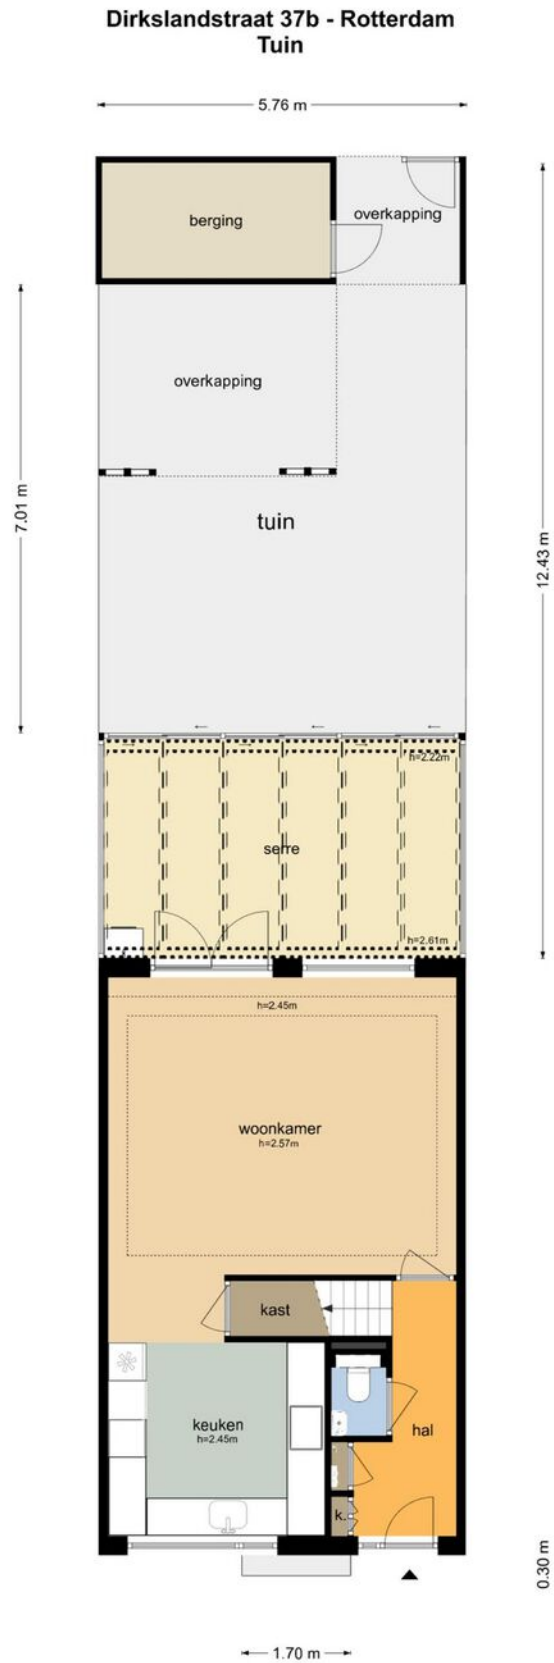 Dirkslandstraat 37b - Rotterdam
Tuin
5.76 m
berging
overkapping
overkapping
7.01 m
tuin
12.43 m
h=2.22m
serre
h=2.61m
h=2.45m
woonkamer
h=2.57m
kast
keuken
h=2.45m
hal
k.
0.30 m
1.70 m